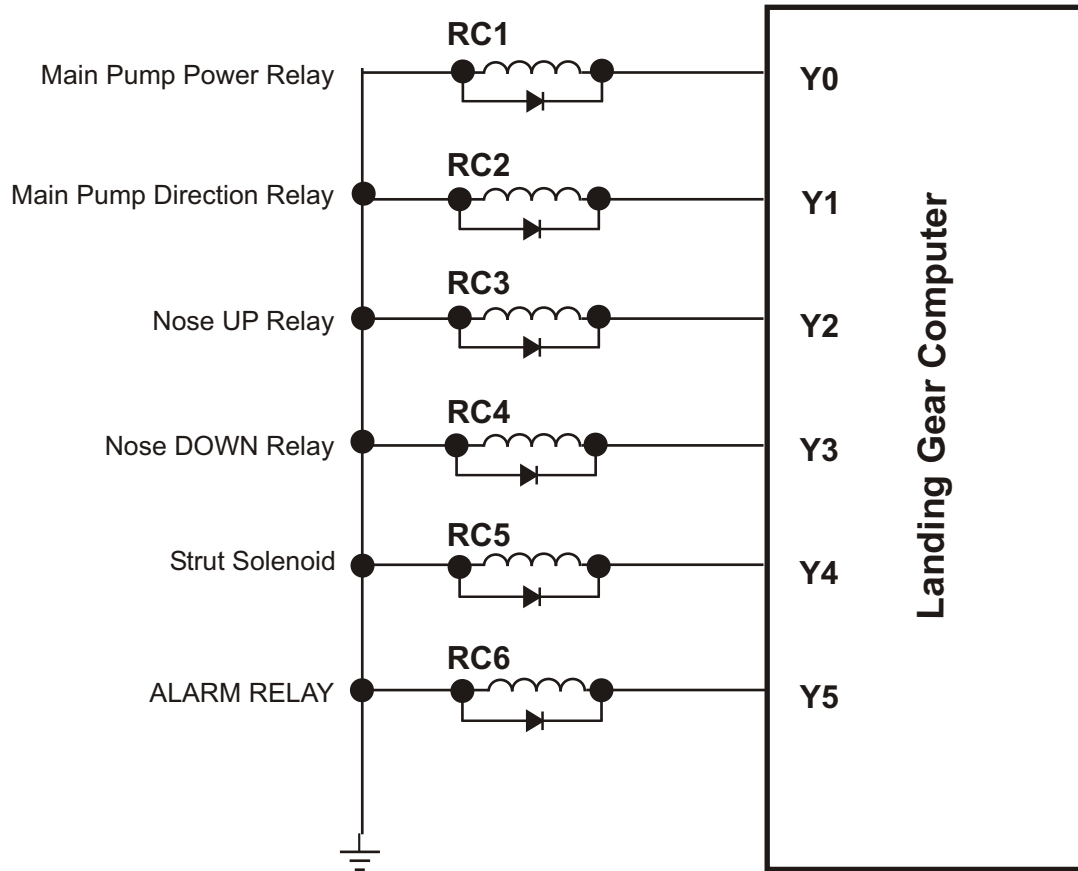 RC1
Main Pump Power Relay
Y0
RC2
Main Pump Direction Relay
Y1
RC3
Nose UP Relay
Y2
RC4
Nose DOWN Relay
Y3
RC5
Strut Solenoid
Y4
RC6
ALARM RELAY
Y5
Landing Gear Computer